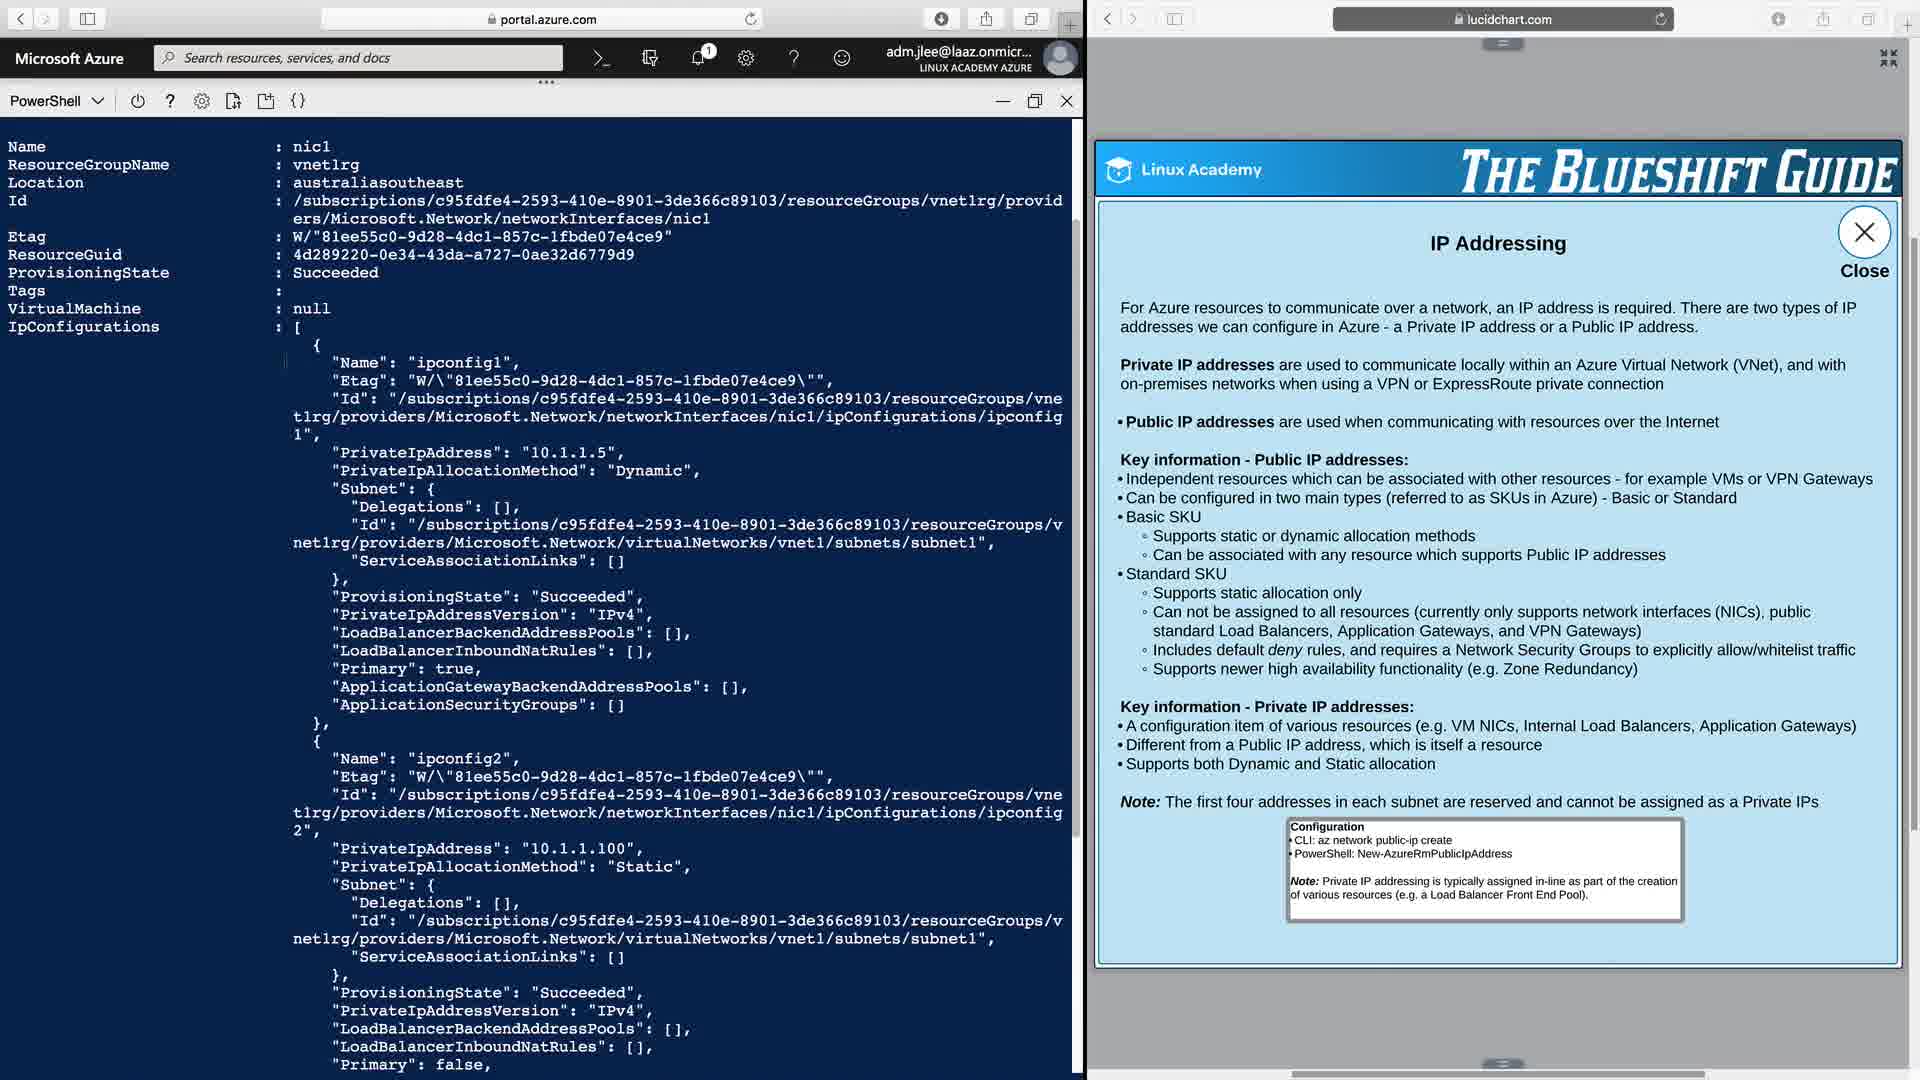 portal.azure.com
Microsoft Azure
Search resources, services, and docs
1
adm.jlee@laaz.onmicr...
LINUX ACADEMY AZURE
PowerShell
Name : nic1
ResourceGroupName : vnet1rg
Location : australiasoutheast
Id : /subscriptions/c95fdfe4-2593-410e-8901-3de366c89103/resourceGroups/vnet1rg/provid
ers/Microsoft.Network/networkInterfaces/nic1
Etag : W/"81ee55c0-9d28-4dc1-857c-1fbde07e4ce9"
ResourceGuid : 4d289220-0e34-43da-a727-0ae32d6779d9
ProvisioningState : Succeeded
Tags :
VirtualMachine : null
IpConfigurations : [
{
"Name": "ipconfig1",
"Etag": "W/\"81ee55c0-9d28-4dc1-857c-1fbde07e4ce9\"",
"Id": "/subscriptions/c95fdfe4-2593-410e-8901-3de366c89103/resourceGroups/vne
t1rg/providers/Microsoft.Network/networkInterfaces/nic1/ipConfigurations/ipconfig
1",
"PrivateIpAddress": "10.1.1.5",
"PrivateIpAllocationMethod": "Dynamic",
"Subnet": {
"Delegations": [],
"Id": "/subscriptions/c95fdfe4-2593-410e-8901-3de366c89103/resourceGroups/v
net1rg/providers/Microsoft.Network/virtualNetworks/vnet1/subnets/subnet1",
"ServiceAssociationLinks": []
},
"ProvisioningState": "Succeeded",
"PrivateIpAddressVersion": "IPv4",
"LoadBalancerBackendAddressPools": [],
"LoadBalancerInboundNatRules": [],
"Primary": true,
"ApplicationGatewayBackendAddressPools": [],
"ApplicationSecurityGroups": []
},
{
"Name": "ipconfig2",
"Etag": "W/\"81ee55c0-9d28-4dc1-857c-1fbde07e4ce9\"",
"Id": "/subscriptions/c95fdfe4-2593-410e-8901-3de366c89103/resourceGroups/vne
t1rg/providers/Microsoft.Network/networkInterfaces/nic1/ipConfigurations/ipconfig
2",
"PrivateIpAddress": "10.1.1.100",
"PrivateIpAllocationMethod": "Static",
"Subnet": {
"Delegations": [],
"Id": "/subscriptions/c95fdfe4-2593-410e-8901-3de366c89103/resourceGroups/v
net1rg/providers/Microsoft.Network/virtualNetworks/vnet1/subnets/subnet1",
"ServiceAssociationLinks": []
},
"ProvisioningState": "Succeeded",
"PrivateIpAddressVersion": "IPv4",
"LoadBalancerBackendAddressPools": [],
"LoadBalancerInboundNatRules": [],
"Primary": false,
lucidchart.com
Linux Academy
THE BLUESHIFT GUIDE
IP Addressing
Close
For Azure resources to communicate over a network, an IP address is required. There are two types of IP
addresses we can configure in Azure - a Private IP address or a Public IP address.
Private IP addresses are used to communicate locally within an Azure Virtual Network (VNet), and with
on-premises networks when using a VPN or ExpressRoute private connection
• Public IP addresses are used when communicating with resources over the Internet
Key information - Public IP addresses:
• Independent resources which can be associated with other resources - for example VMs or VPN Gateways
• Can be configured in two main types (referred to as SKUs in Azure) - Basic or Standard
• Basic SKU
◦ Supports static or dynamic allocation methods
◦ Can be associated with any resource which supports Public IP addresses
• Standard SKU
◦ Supports static allocation only
◦ Can not be assigned to all resources (currently only supports network interfaces (NICs), public
standard Load Balancers, Application Gateways, and VPN Gateways)
◦ Includes default deny rules, and requires a Network Security Groups to explicitly allow/whitelist traffic
◦ Supports newer high availability functionality (e.g. Zone Redundancy)
Key information - Private IP addresses:
• A configuration item of various resources (e.g. VM NICs, Internal Load Balancers, Application Gateways)
• Different from a Public IP address, which is itself a resource
• Supports both Dynamic and Static allocation
Note: The first four addresses in each subnet are reserved and cannot be assigned as a Private IPs
Configuration
• CLI: az network public-ip create
• PowerShell: New-AzureRmPublicIpAddress
Note: Private IP addressing is typically assigned in-line as part of the creation
of various resources (e.g. a Load Balancer Front End Pool).